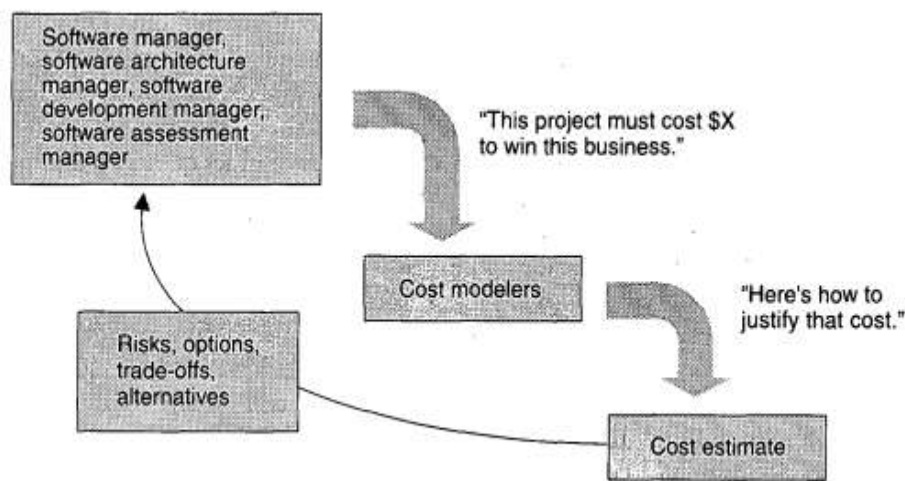 Software manager,
software architecture
manager, software
development manager,
software assessment
manager
"This project must cost $X
to win this business."
Cost modelers
"Here's how to
justify that cost."
Risks, options,
trade-offs,
alternatives
Cost estimate